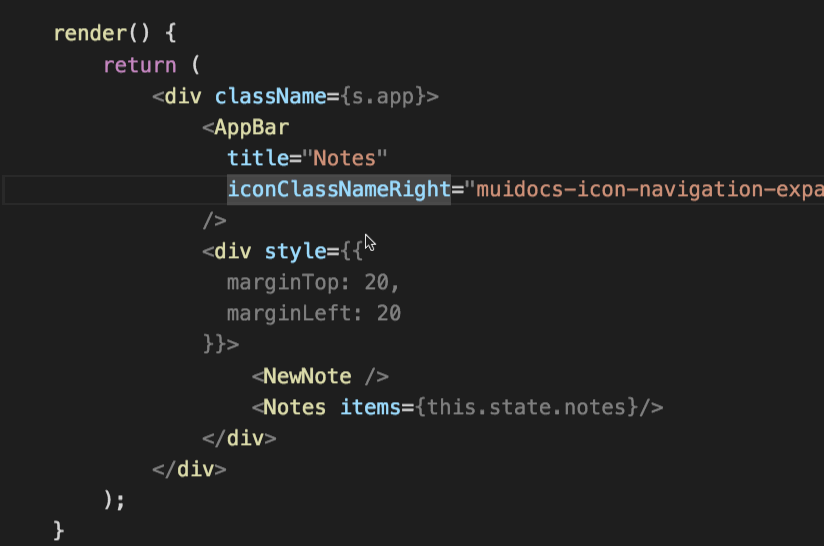 render() {
return (
<div className={s.app}>
<AppBar
title="Notes"
iconClassNameRight="muidocs-icon-navigation-expa
/>
<div style={{
marginTop: 20,
marginLeft: 20
}}>
<NewNote />
<Notes items={this.state.notes}/>
</div>
</div>
);
}